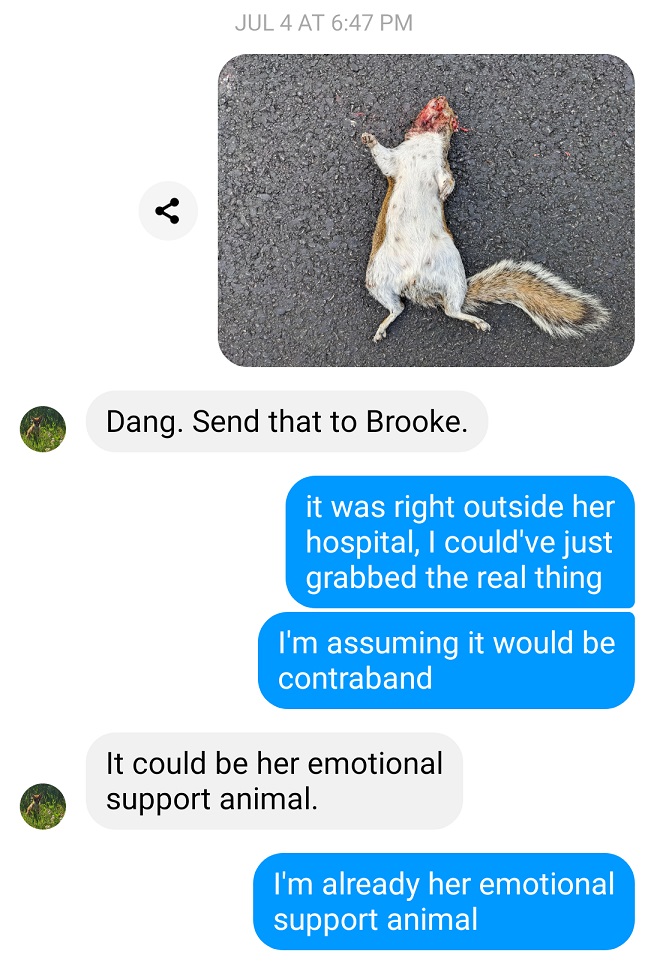 JUL 4 AT 6:47 PM
Dang. Send that to Brooke.
it was right outside her
hospital, I could've just
grabbed the real thing
I'm assuming it would be
contraband
It could be her emotional
support animal.
I'm already her emotional
support animal